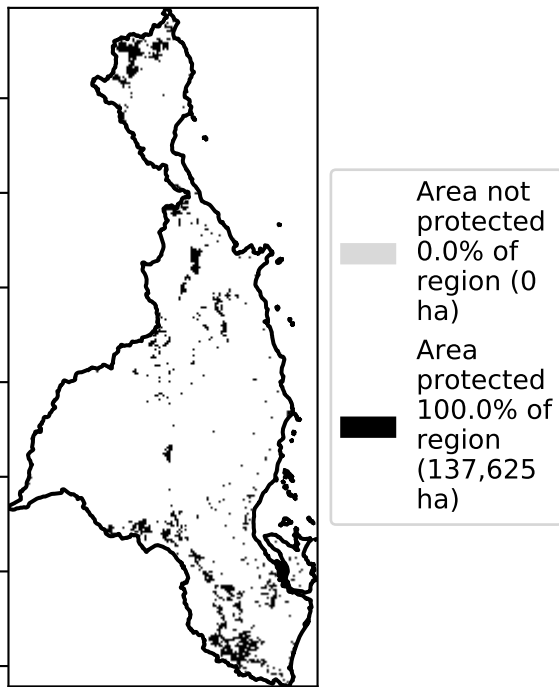 Area not
protected
0.0% of
region (0
ha)
Area
protected
100.0% of
region
(137,625
ha)